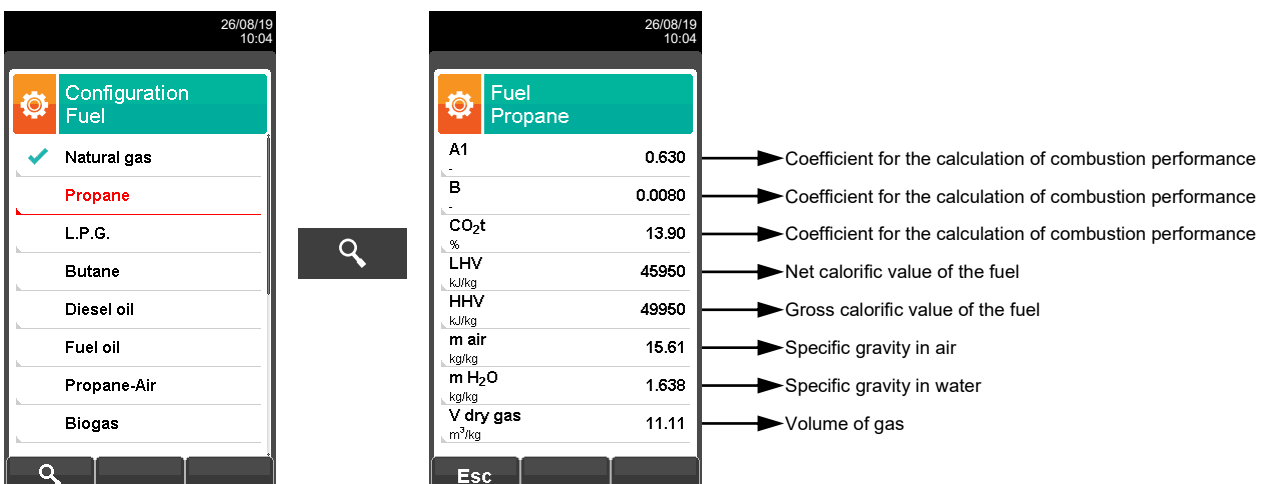 26/08/19
10:04
Configuration
Fuel
Natural gas
Propane
L.P.G.
Butane
Diesel oil
Fuel oil
Propane-Air
Biogas
26/08/19
10:04
Fuel
Propane
A1 0.630 Coefficient for the calculation of combustion performance
-
B 0.0080 Coefficient for the calculation of combustion performance
-
CO₂t 13.90 Coefficient for the calculation of combustion performance
%
LHV 45950 Net calorific value of the fuel
kJ/kg
HHV 49950 Gross calorific value of the fuel
kJ/kg
m air 15.61 Specific gravity in air
kg/kg
m H₂O 1.638 Specific gravity in water
kg/kg
V dry gas 11.11 Volume of gas
m³/kg
Esc